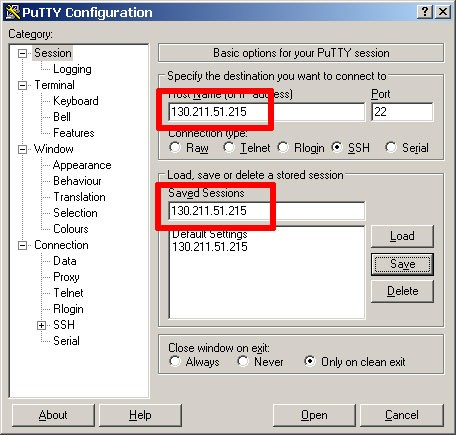 PuTTY Configuration
Category:
Session
Logging
Terminal
Keyboard
Bell
Features
Window
Appearance
Behaviour
Translation
Selection
Colours
Connection
Data
Proxy
Telnet
Rlogin
SSH
Serial
Basic options for your PuTTY session
Specify the destination you want to connect to
Host Name (or IP address) Port
130.211.51.215 22
Connection type:
Raw Telnet Rlogin SSH Serial
Load, save or delete a stored session
Saved Sessions
130.211.51.215
Default Settings
130.211.51.215
Load
Save
Delete
Close window on exit:
Always Never Only on clean exit
About Help Open Cancel